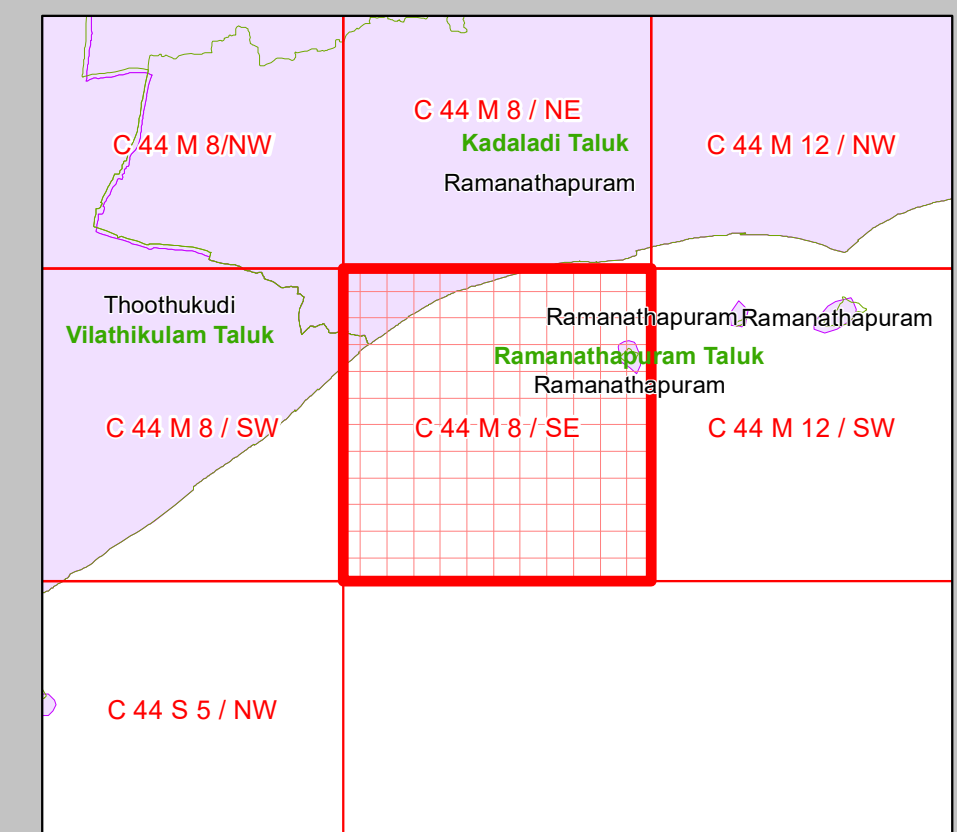 C 44 M 8/NW
C 44 M 8 / NE
Kadaladi Taluk
Ramanathapuram
C 44 M 12 / NW
Thoothukudi
Vilathikulam Taluk
C 44 M 8 / SW
Ramanathapuram
Ramanathapuram
Ramanathapuram Taluk
Ramanathapuram
C 44 M 8 / SE
C 44 M 12 / SW
C 44 S 5 / NW